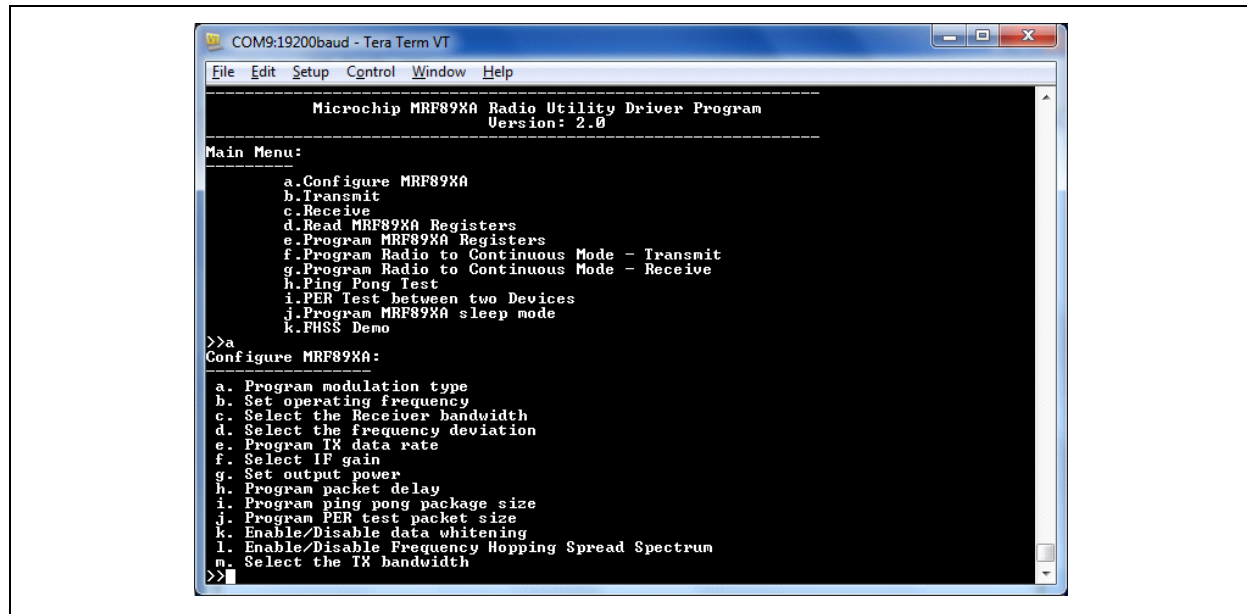 COM9:19200baud - Tera Term VT
File Edit Setup Control Window Help
Microchip MRF89XA Radio Utility Driver Program
Version: 2.0
Main Menu:
a.Configure MRF89XA
b.Transmit
c.Receive
d.Read MRF89XA Registers
e.Program MRF89XA Registers
f.Program Radio to Continuous Mode - Transmit
g.Program Radio to Continuous Mode - Receive
h.Ping Pong Test
i.PER Test between two Devices
j.Program MRF89XA sleep mode
k.FHSS Demo
>>a
Configure MRF89XA:
a. Program modulation type
b. Set operating frequency
c. Select the Receiver bandwidth
d. Select the frequency deviation
e. Program TX data rate
f. Select IF gain
g. Set output power
h. Program packet delay
i. Program ping pong package size
j. Program PER test packet size
k. Enable/Disable data whitening
l. Enable/Disable Frequency Hopping Spread Spectrum
m. Select the TX bandwidth
>>